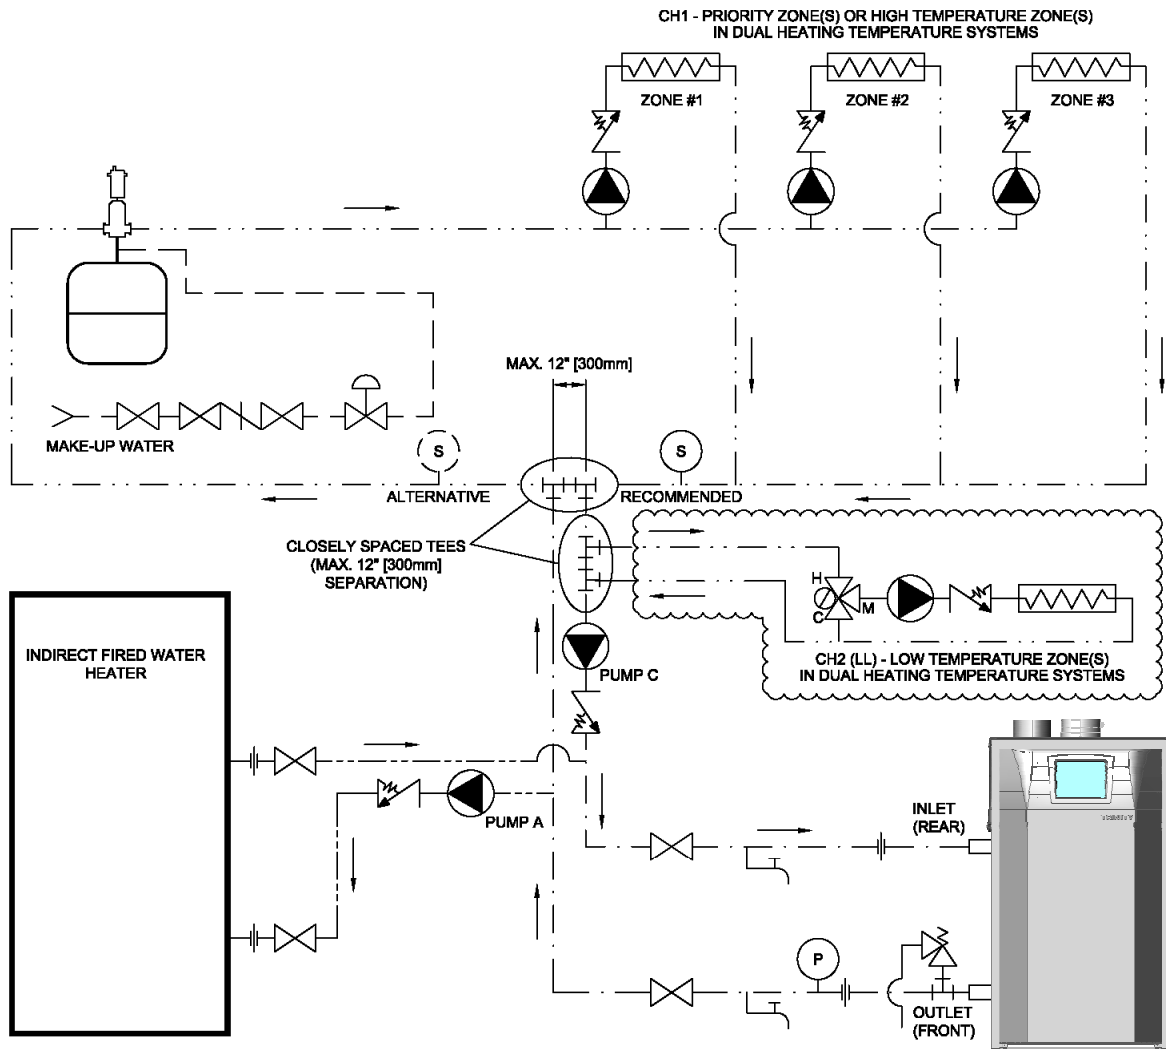 CH1 - PRIORITY ZONE(S) OR HIGH TEMPERATURE ZONE(S)
IN DUAL HEATING TEMPERATURE SYSTEMS
ZONE #1
ZONE #2
ZONE #3
MAX. 12" [300mm]
MAKE-UP WATER
S
S
ALTERNATIVE
RECOMMENDED
CLOSELY SPACED TEES
(MAX. 12" [300mm]
SEPARATION)
H
C
M
CH2 (LL) - LOW TEMPERATURE ZONE(S)
IN DUAL HEATING TEMPERATURE SYSTEMS
INDIRECT FIRED WATER
HEATER
PUMP C
PUMP A
INLET
(REAR)
TRINITY
P
OUTLET
(FRONT)